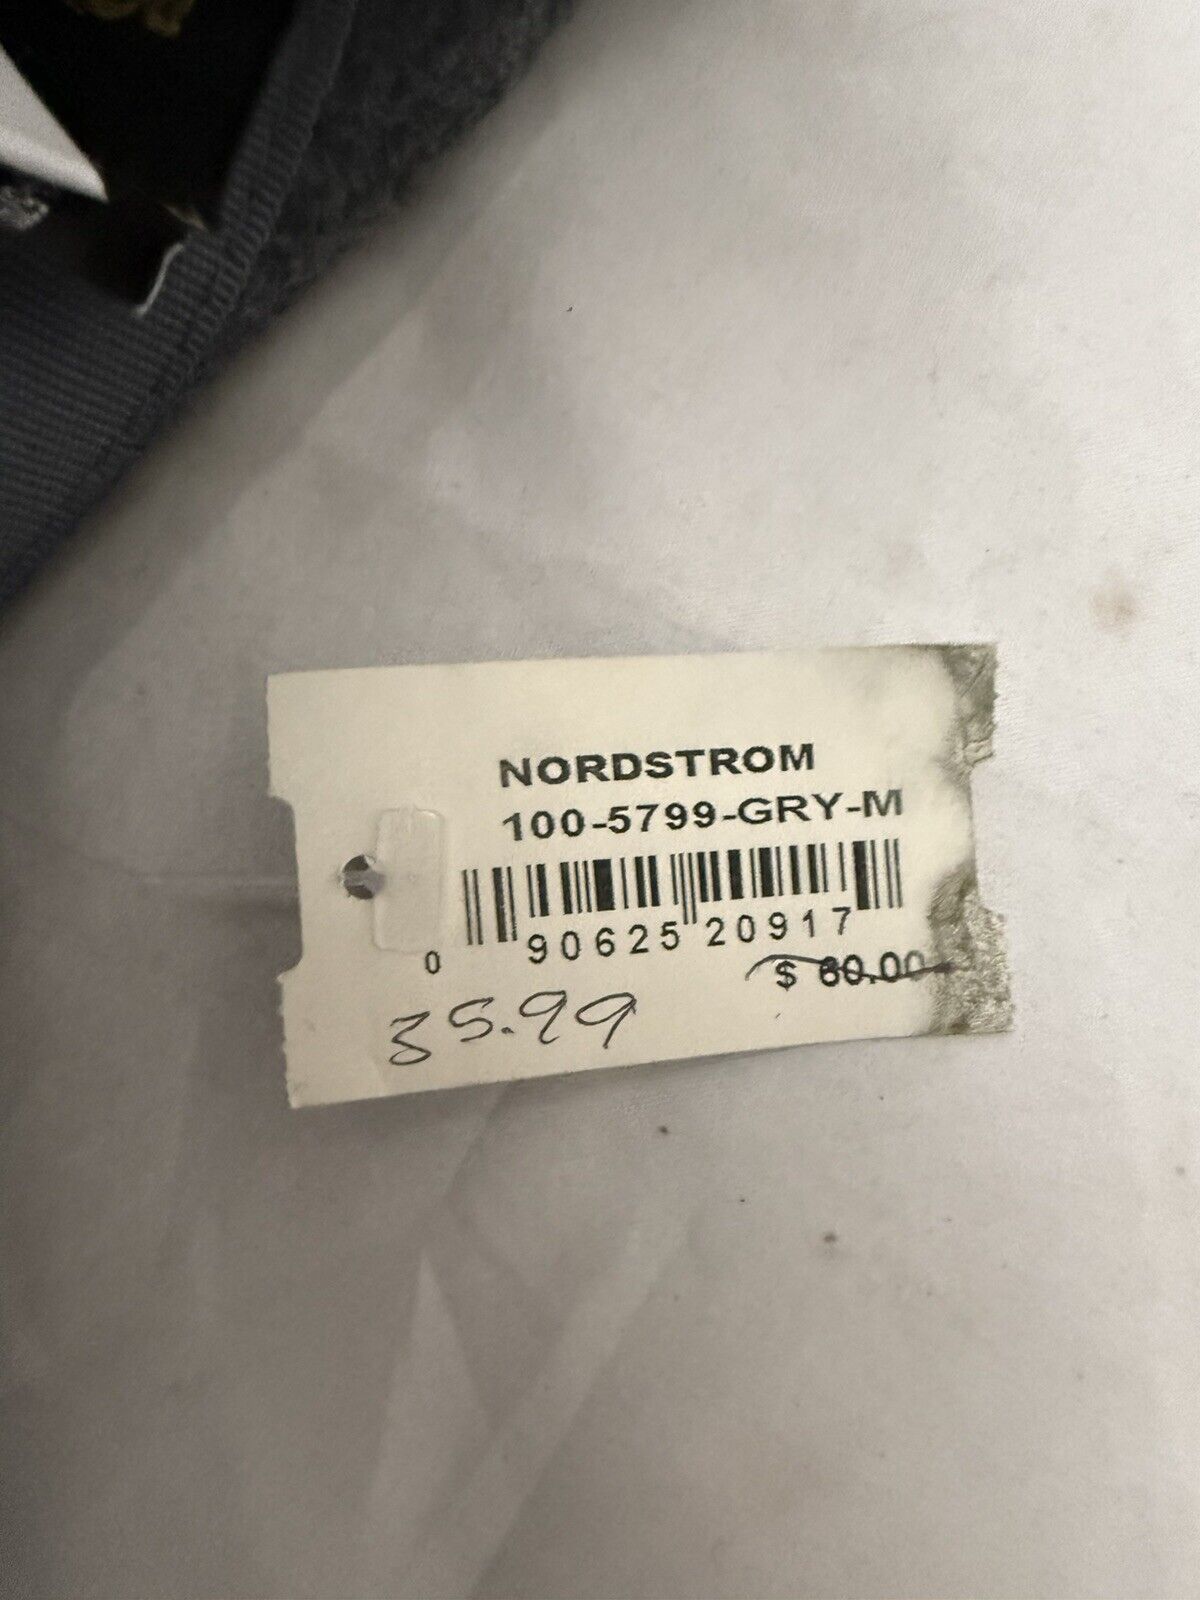 NORDSTROM
100-5799-GRY-M
0 90625 20917
$ 60.00
35.99